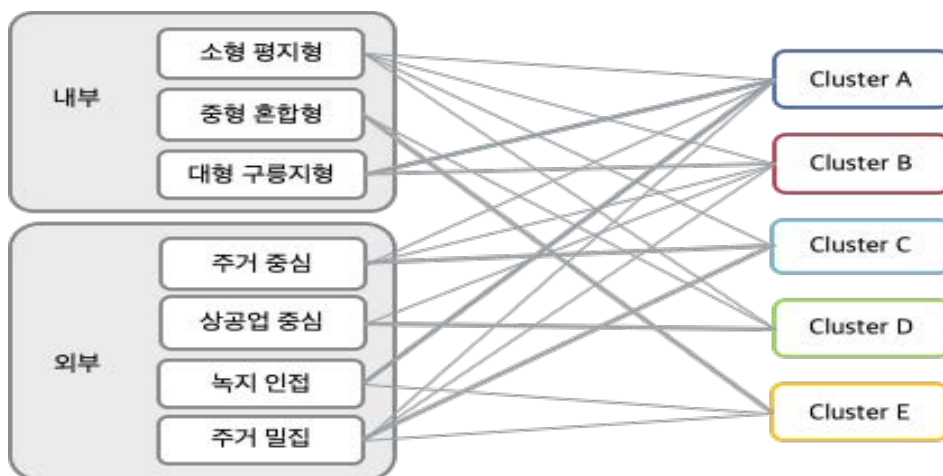 내부
소형 평지형
중형 혼합형
대형 구릉지형
외부
주거 중심
상공업 중심
녹지 인접
주거 밀집
Cluster A
Cluster B
Cluster C
Cluster D
Cluster E